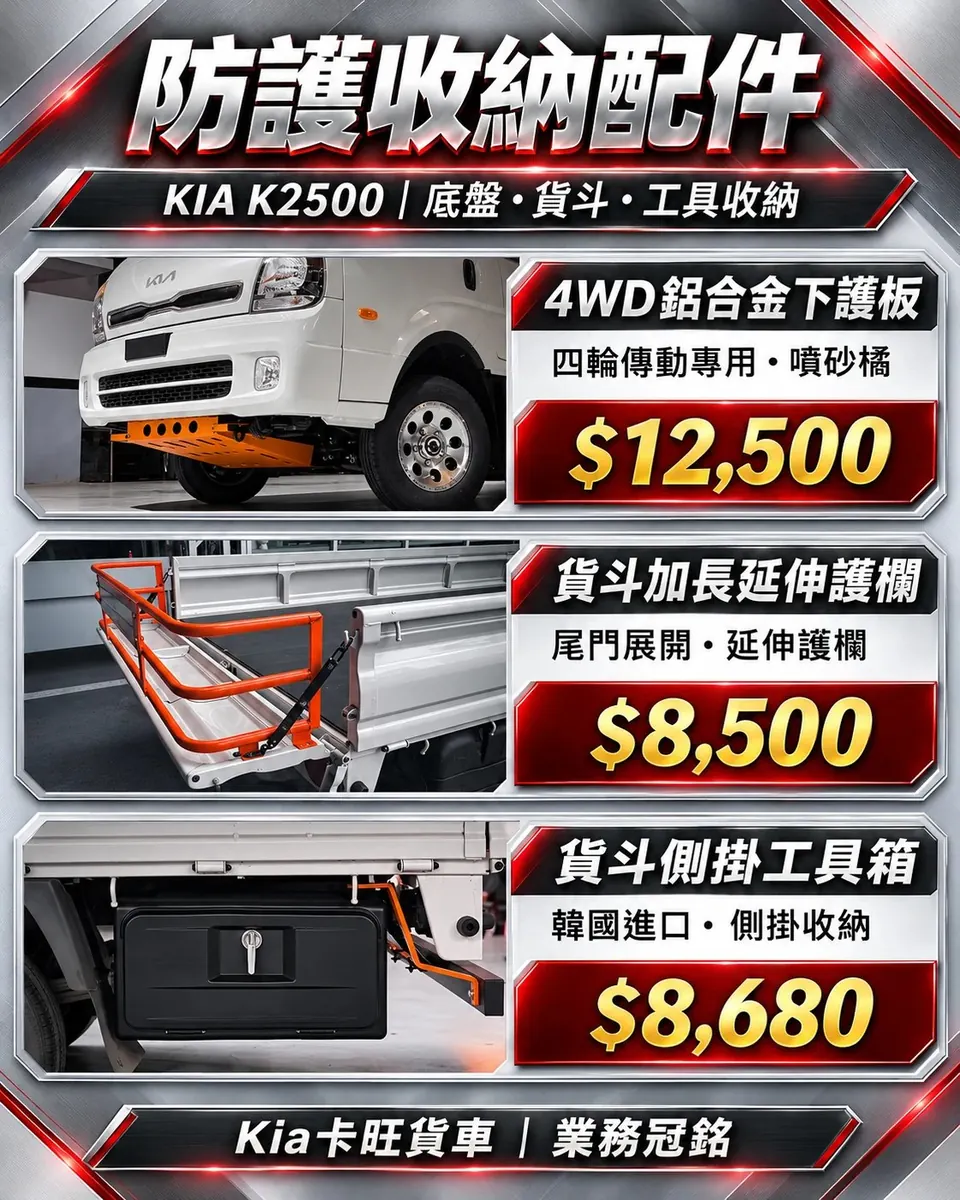 防護收納配件
KIA K2500｜底盤・貨斗・工具收納
KIA
4WD鋁合金下護板
四輪傳動專用・噴砂橘
$12,500
貨斗加長延伸護欄
尾門展開・延伸護欄
$8,500
貨斗側掛工具箱
韓國進口・側掛收納
$8,680
Kia卡旺貨車｜業務冠銘